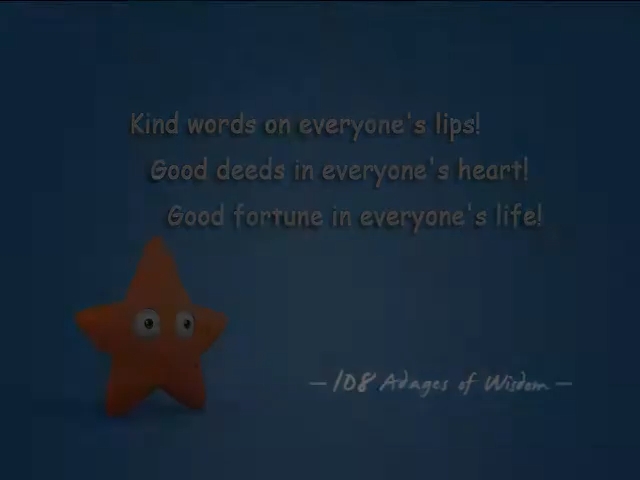 Kind words on everyone's lips!
Good deeds in everyone's heart!
Good fortune in everyone's life!
— 108 Adages of Wisdom —